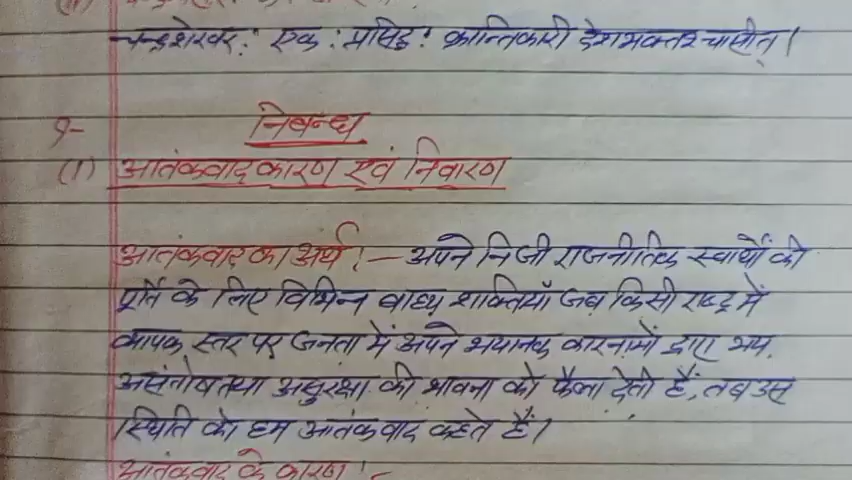 चन्द्रशेखरः एकः प्रसिद्धः क्रान्तिकारी देशभक्तश्चासीत् ।
9- निबन्ध
(1) आतंकवाद कारण एवं निवारण
आतंकवाद का अर्थ :- अपने निजी राजनीतिक स्वार्थों की
पूर्ति के लिए विभिन्न बाह्य शक्तियाँ जब किसी राष्ट्र में
व्यापक स्तर पर जनता में अपने भयानक कारनामों द्वारा भय,
असंतोष तथा असुरक्षा की भावना को फैला देती हैं, तब उस
स्थिति को हम आतंकवाद कहते हैं।
आतंकवाद के कारण :-